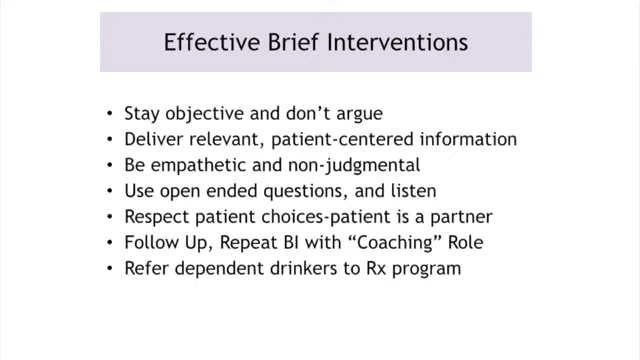 Effective Brief Interventions
• Stay objective and don’t argue
• Deliver relevant, patient-centered information
• Be empathetic and non-judgmental
• Use open ended questions, and listen
• Respect patient choices-patient is a partner
• Follow Up, Repeat BI with “Coaching” Role
• Refer dependent drinkers to Rx program